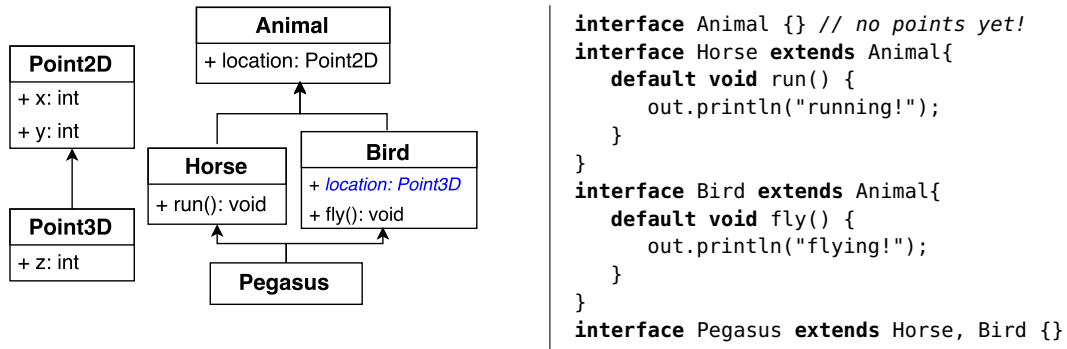 Point2D
+ x: int
+ y: int
Point3D
+ z: int
Animal
+ location: Point2D
Horse
+ run(): void
Bird
+ location: Point3D
+ fly(): void
Pegasus
interface Animal {} // no points yet!
interface Horse extends Animal{
default void run() {
out.println("running!");
}
}
interface Bird extends Animal{
default void fly() {
out.println("flying!");
}
}
interface Pegasus extends Horse, Bird {}